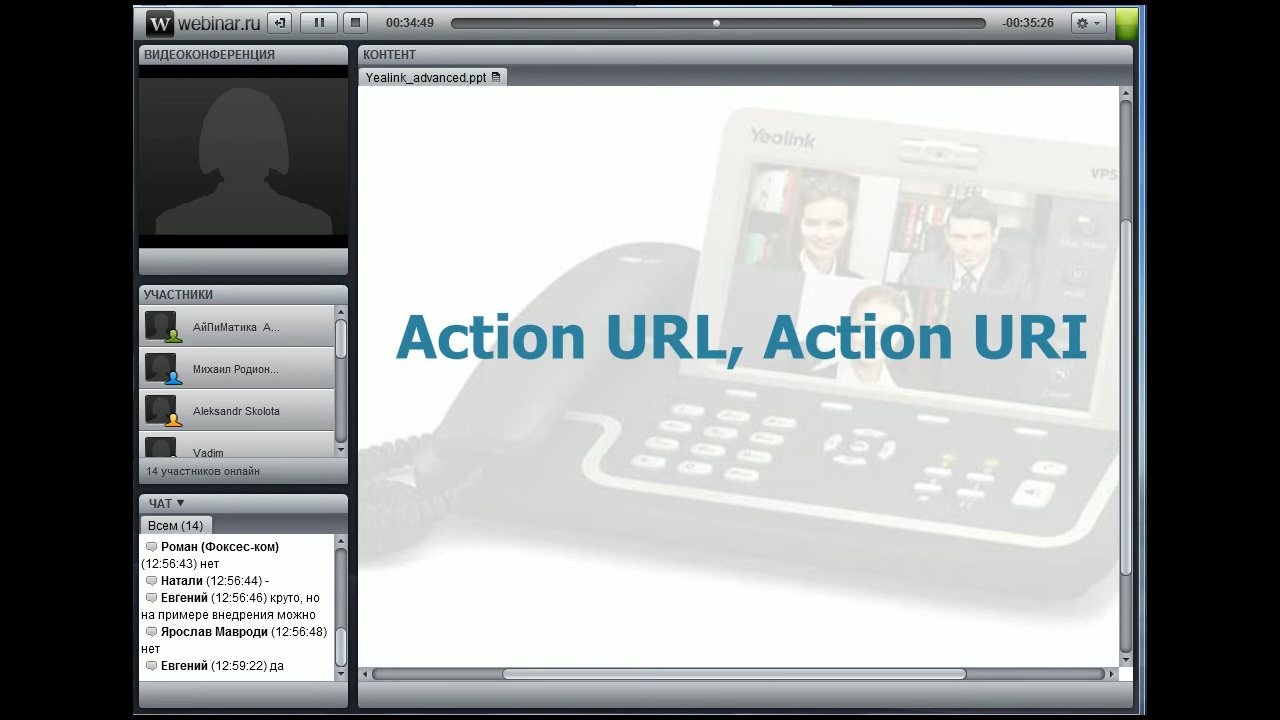 W webinar.ru
00:34:49
-00:35:26
ВИДЕОКОНФЕРЕНЦИЯ
УЧАСТНИКИ
АйПиМатика А...
Михаил Родион...
Aleksandr Skolota
Vadim
14 участников онлайн
ЧАТ
Всем (14)
Роман (Фоксес-ком)
(12:56:43) нет
Натали (12:56:44) -
Евгений (12:56:46) круто, но
на примере внедрения можно
Ярослав Мавроди (12:56:48)
нет
Евгений (12:59:22) да
КОНТЕНТ
Yealink_advanced.ppt
Yealink
VP5
Action URL, Action URI